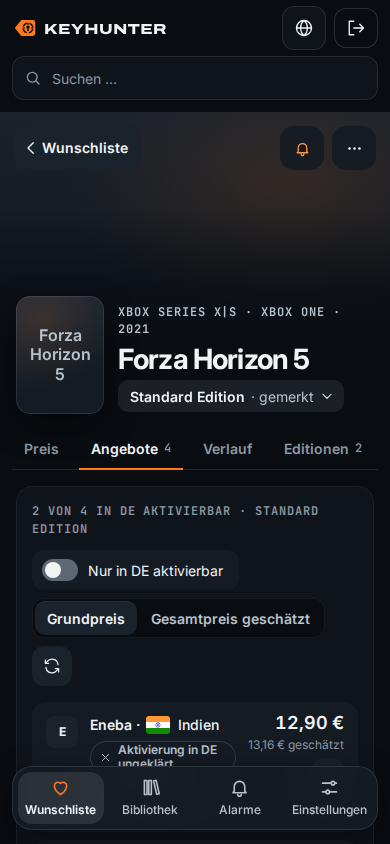 KEYHUNTER
Suchen ...
Wunschliste
Forza
Horizon
5
XBOX SERIES X|S · XBOX ONE ·
2021
Forza Horizon 5
Standard Edition · gemerkt
Preis
Angebote 4
Verlauf
Editionen 2
2 VON 4 IN DE AKTIVIERBAR · STANDARD
EDITION
Nur in DE aktivierbar
Grundpreis
Gesamtpreis geschätzt
E
Eneba · Indien
12,90 €
13,16 € geschätzt
Aktivierung in DE
ungeklärt
Wunschliste
Bibliothek
Alarme
Einstellungen